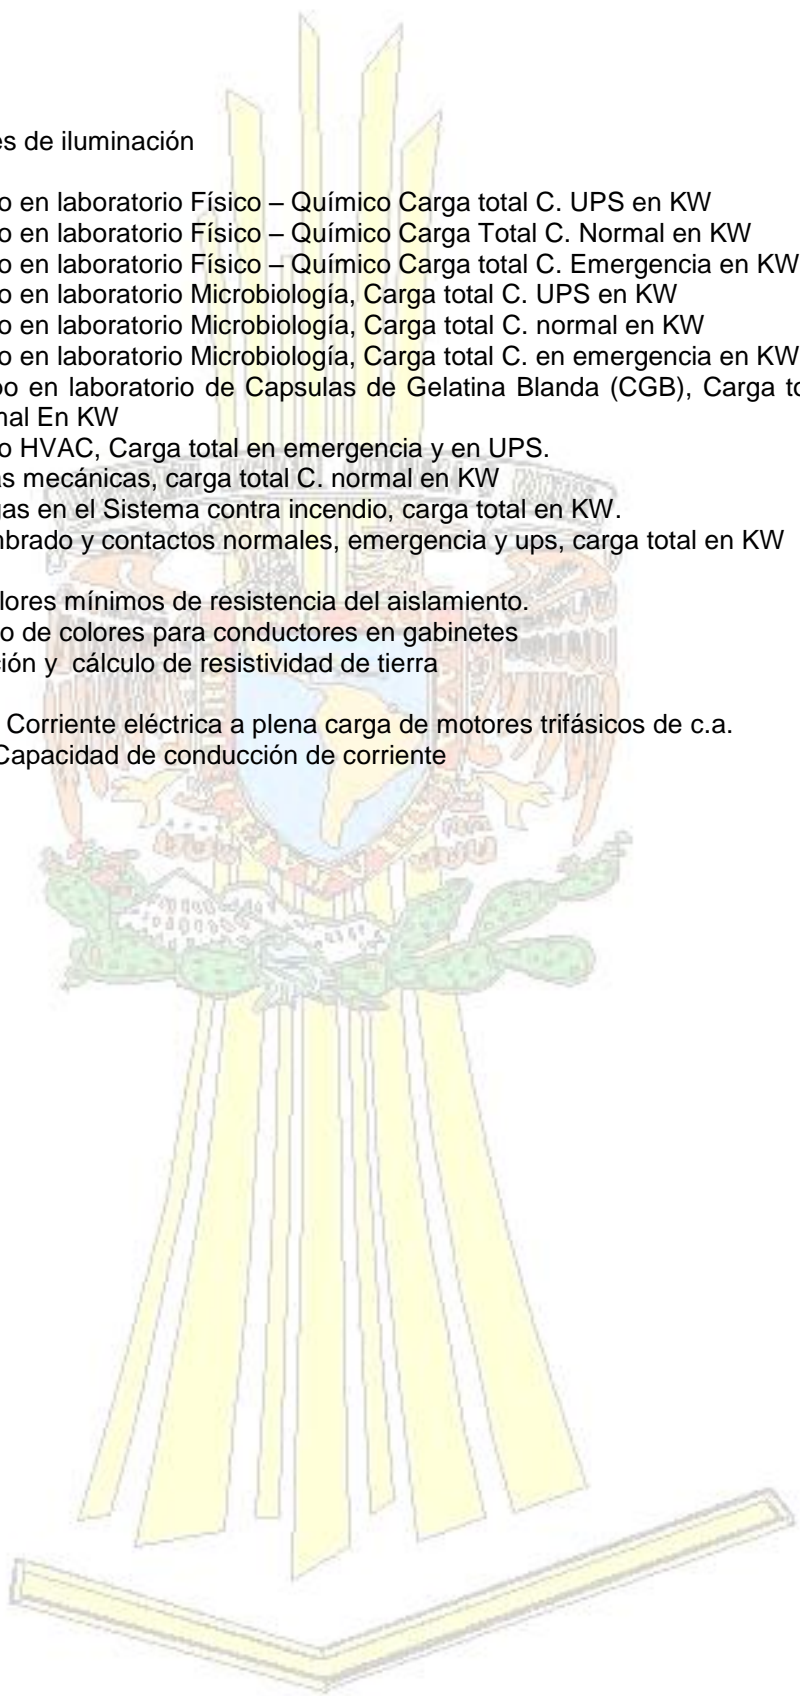 es de iluminación
o en laboratorio Físico – Químico Carga total C. UPS en KW
o en laboratorio Físico – Químico Carga Total C. Normal en KW
o en laboratorio Físico – Químico Carga total C. Emergencia en KW
o en laboratorio Microbiología, Carga total C. UPS en KW
o en laboratorio Microbiología, Carga total C. normal en KW
o en laboratorio Microbiología, Carga total C. en emergencia en KW
po en laboratorio de Capsulas de Gelatina Blanda (CGB), Carga to
mal En KW
o HVAC, Carga total en emergencia y en UPS.
as mecánicas, carga total C. normal en KW
gas en el Sistema contra incendio, carga total en KW.
mbrado y contactos normales, emergencia y ups, carga total en KW
lores mínimos de resistencia del aislamiento.
o de colores para conductores en gabinetes
ción y cálculo de resistividad de tierra
Corriente eléctrica a plena carga de motores trifásicos de c.a.
Capacidad de conducción de corriente